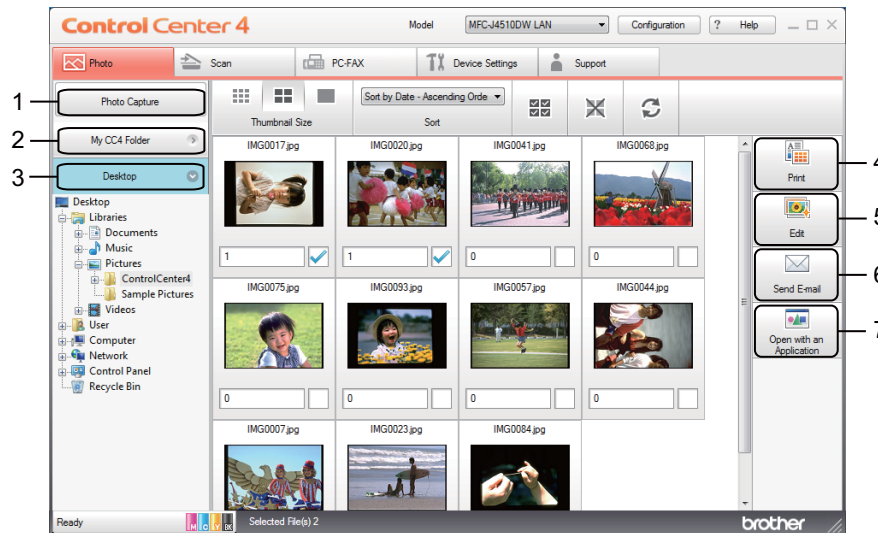 Control Center 4
Model MFC-J4510DW LAN Configuration ? Help
Photo Scan PC-FAX Device Settings Support
1 Photo Capture
2 My CC4 Folder
3 Desktop
Thumbnail Size
Sort by Date - Ascending Orde
Sort
Desktop
Libraries
Documents
Music
Pictures
ControlCenter4
Sample Pictures
Videos
User
Computer
Network
Control Panel
Recycle Bin
IMG0017.jpg IMG0020.jpg IMG0041.jpg IMG0068.jpg
1 1 0 0
IMG0075.jpg IMG0093.jpg IMG0057.jpg IMG0044.jpg
0 0 0 0
IMG0007.jpg IMG0023.jpg IMG0084.jpg
Print 4
Edit 5
Send E-mail 6
Open with an 7
Application
Ready M C Y BK Selected File(s) 2 brother